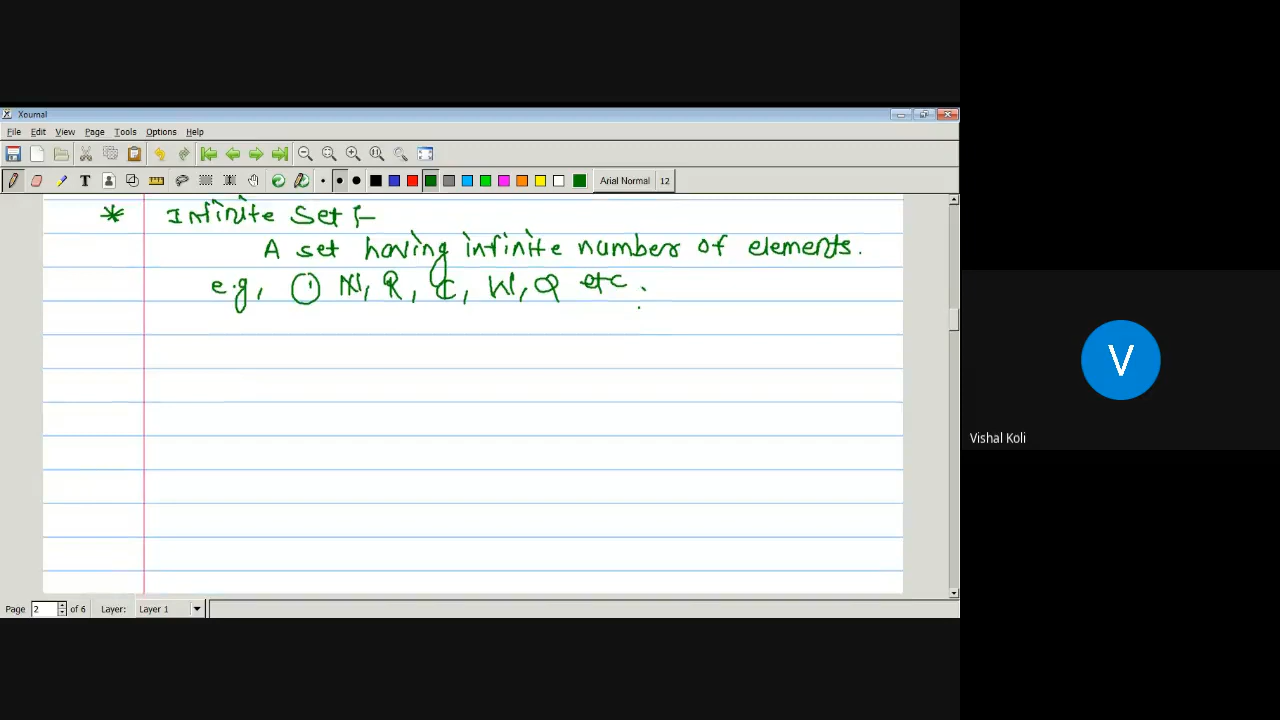 Xournal
File Edit View Page Tools Options Help
T Arial Normal 12
* Infinite Set :-
A set having infinite numbers of elements.
e.g, ① ℕ, ℝ, ℂ, W, Q etc.
V
Vishal Koli
Page 2 of 6 Layer: Layer 1